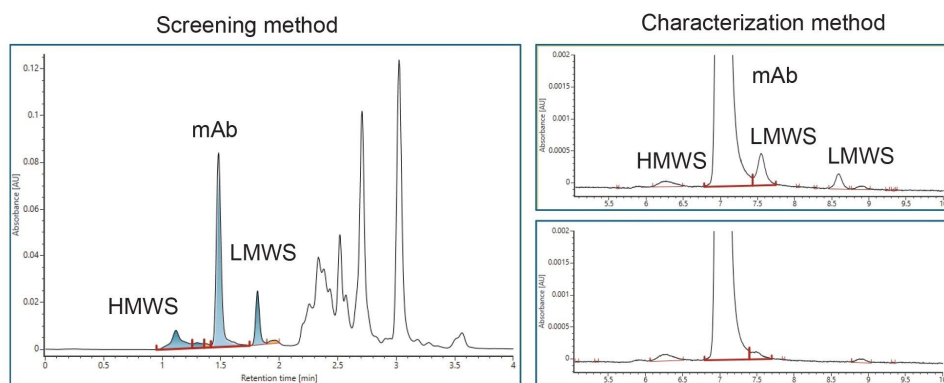 Screening method
Characterization method
Absorbance [AU]
0.12
0.1
0.08
0.06
0.04
0.02
0
HMWS
mAb
LMWS
0 0.5 1 1.5 2 2.5 3 3.5 4
Retention time [min]
Absorbance [AU]
0.002
0.0015
0.001
0.0005
0
HMWS
mAb
LMWS
LMWS
5.5 6 6.5 7 7.5 8 8.5 9 9.5 10
Absorbance [AU]
0.002
0.0015
0.001
0.0005
0
5.5 6 6.5 7 7.5 8 8.5 9 9.5 10